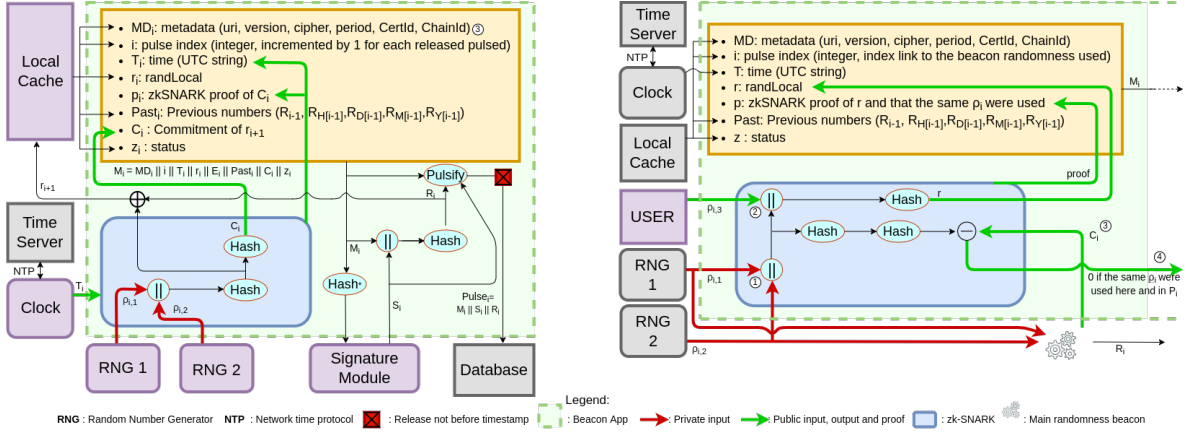 • MDᵢ: metadata (uri, version, cipher, period, CertId, ChainId) ③
• i: pulse index (integer, incremented by 1 for each released pulsed)
• Tᵢ: time (UTC string)
• rᵢ: randLocal
• pᵢ: zkSNARK proof of Cᵢ
• Pastᵢ: Previous numbers (Rᵢ₋₁, R_H[i-1],R_D[i-1],R_M[i-1],R_Y[i-1])
• Cᵢ : Commitment of rᵢ₊₁
• zᵢ : status
Local
Cache
Mᵢ = MDᵢ || i || Tᵢ || rᵢ || Eᵢ || Pastᵢ || Cᵢ || zᵢ
rᵢ₊₁
Pulsify
Rᵢ
Time
Server
NTP
Clock
Tᵢ
Cᵢ
Hash
Hash
||
ρᵢ,₁
ρᵢ,₂
Mᵢ
||
Hash
Hash*
Sᵢ
Pulseᵢ=
Mᵢ || Sᵢ || Rᵢ
RNG 1
RNG 2
Signature
Module
Database
Time
Server
NTP
Clock
Local
Cache
• MD: metadata (uri, version, cipher, period, CertId, ChainId)
• i: pulse index (integer, index link to the beacon randomness used)
• T: time (UTC string)
• r: randLocal
• p: zkSNARK proof of r and that the same ρᵢ were used
• Past: Previous numbers (Rᵢ₋₁, R_H[i-1],R_D[i-1],R_M[i-1],R_Y[i-1])
• z : status
Mᵢ
proof
USER
ρᵢ,₃
②
||
Hash
r
Hash
Hash
−
Cᵢ
③
④
RNG
1
ρᵢ,₁
①
||
0 if the same ρᵢ were
used here and in Pᵢ
RNG
2
ρᵢ,₂
Rᵢ
Legend:
RNG : Random Number Generator
NTP : Network time protocol
: Release not before timestamp
: Beacon App
: Private input
: Public input, output and proof
: zk-SNARK
: Main randomness beacon